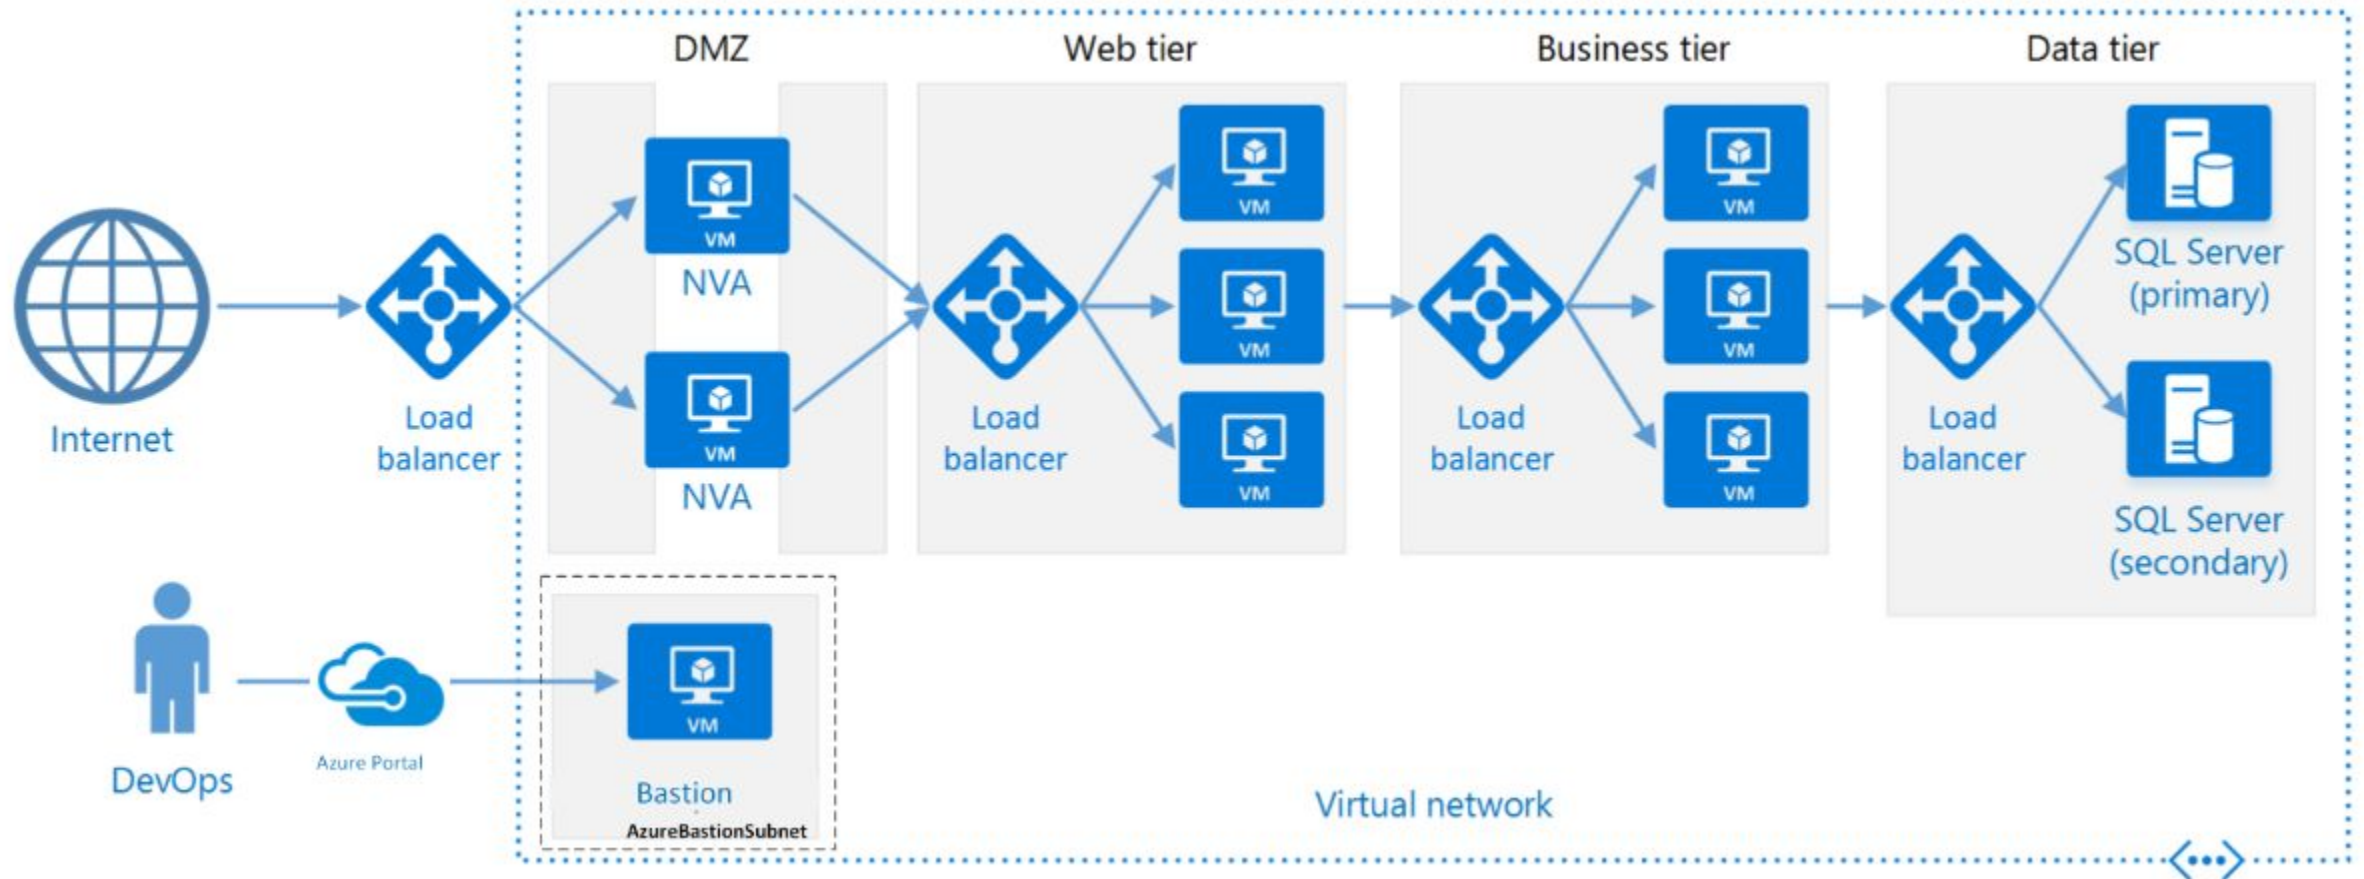 DMZ
Web tier
Business tier
Data tier
Internet
Load
balancer
VM
NVA
VM
NVA
Load
balancer
VM
VM
VM
Load
balancer
VM
VM
VM
Load
balancer
SQL Server
(primary)
SQL Server
(secondary)
DevOps
Azure Portal
VM
Bastion
AzureBastionSubnet
Virtual network